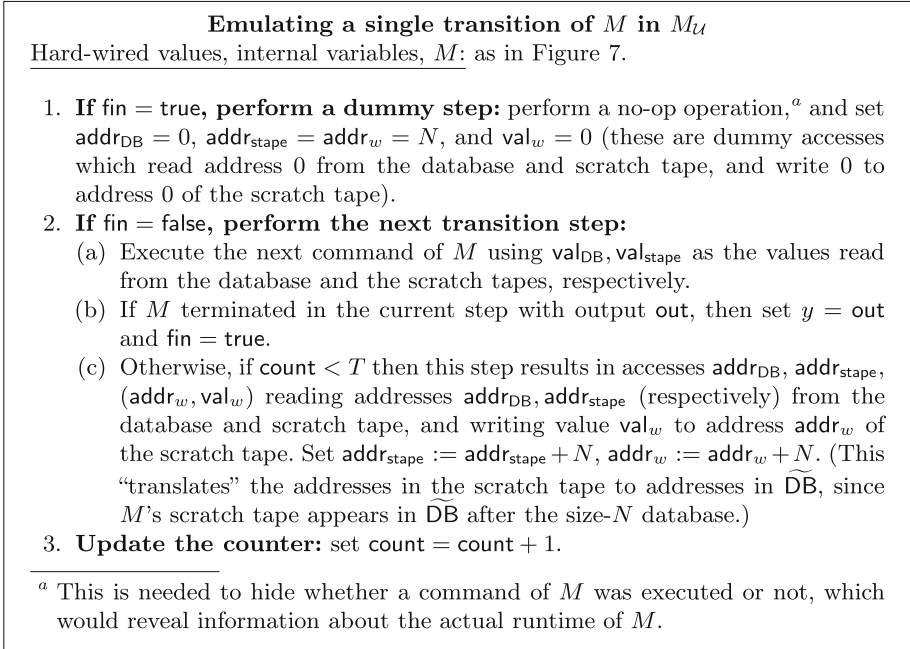 Emulating a single transition of M in M_𝒰
Hard-wired values, internal variables, M: as in Figure 7.
1. If fin = true, perform a dummy step: perform a no-op operation,ᵃ and set
addr_DB = 0, addr_stape = addr_w = N, and val_w = 0 (these are dummy accesses
which read address 0 from the database and scratch tape, and write 0 to
address 0 of the scratch tape).
2. If fin = false, perform the next transition step:
(a) Execute the next command of M using val_DB, val_stape as the values read
from the database and the scratch tapes, respectively.
(b) If M terminated in the current step with output out, then set y = out
and fin = true.
(c) Otherwise, if count < T then this step results in accesses addr_DB, addr_stape,
(addr_w, val_w) reading addresses addr_DB, addr_stape (respectively) from the
database and scratch tape, and writing value val_w to address addr_w of
the scratch tape. Set addr_stape := addr_stape + N, addr_w := addr_w + N. (This
“translates” the addresses in the scratch tape to addresses in D͠B, since
M's scratch tape appears in D͠B after the size-N database.)
3. Update the counter: set count = count + 1.
ᵃ This is needed to hide whether a command of M was executed or not, which
would reveal information about the actual runtime of M.